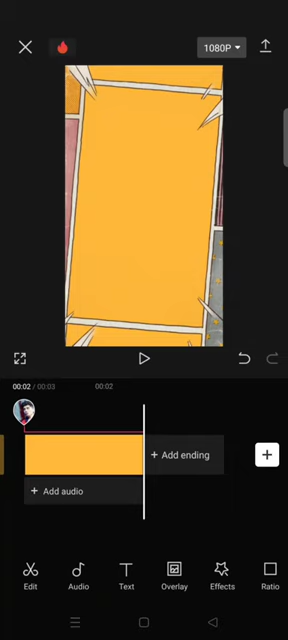 1080P
00:02 / 00:03 00:02
+ Add ending
+ Add audio
Edit Audio Text Overlay Effects Ratio